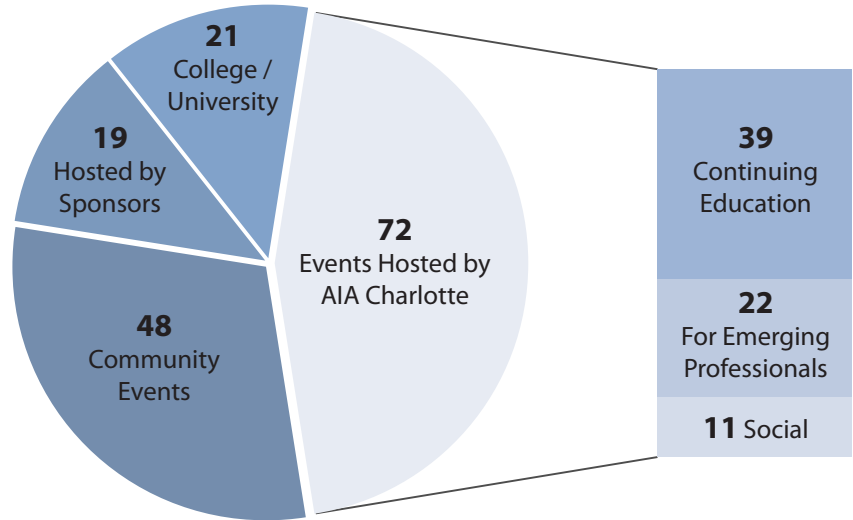 21
College /
University
19
Hosted by
Sponsors
72
Events Hosted by
AIA Charlotte
48
Community
Events
39
Continuing
Education
22
For Emerging
Professionals
11 Social